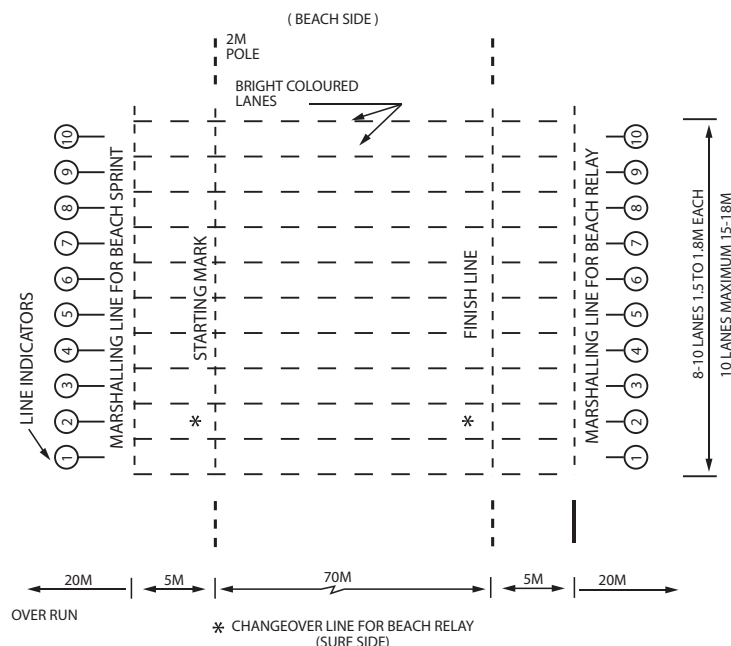 ( BEACH SIDE )
2M
POLE
BRIGHT COLOURED
LANES
10
9
8
7
6
5
4
3
2
1
LINE INDICATORS
MARSHALLING LINE FOR BEACH SPRINT
STARTING MARK
*
FINISH LINE
*
MARSHALLING LINE FOR BEACH RELAY
10
9
8
7
6
5
4
3
2
1
8-10 LANES 1.5 TO 1.8M EACH
10 LANES MAXIMUM 15-18M
20M
5M
70M
5M
20M
OVER RUN
* CHANGEOVER LINE FOR BEACH RELAY
(SURF SIDE)